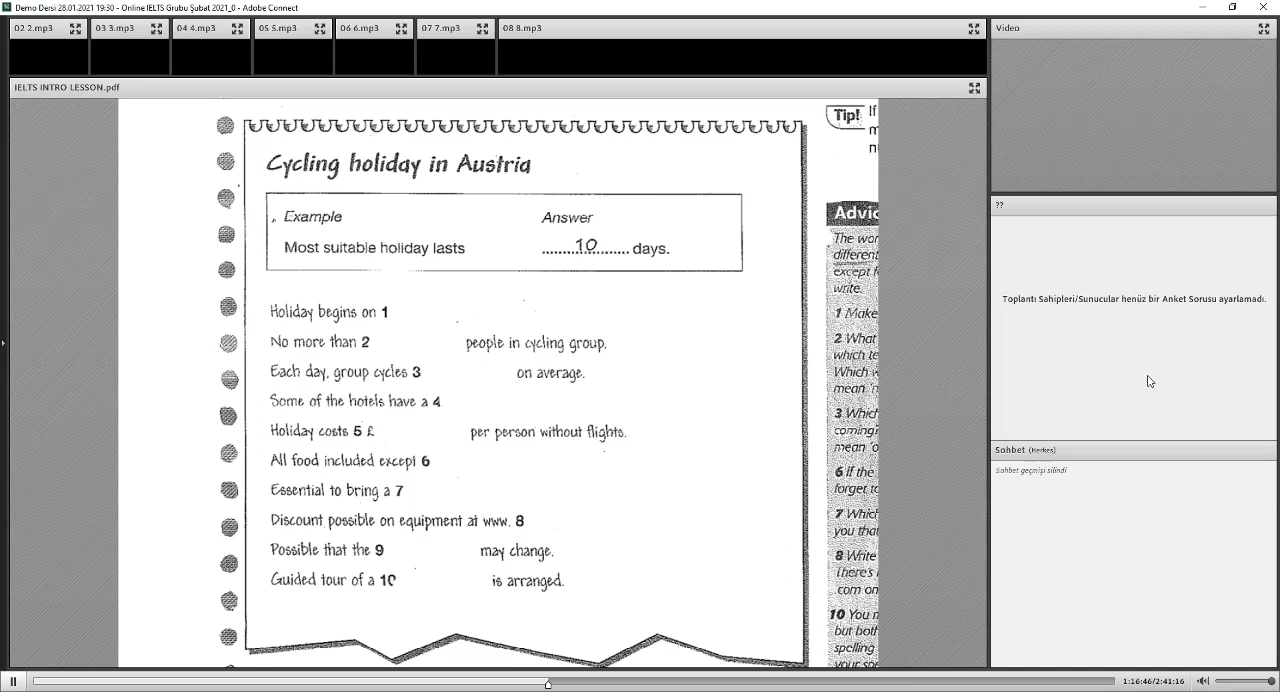 Demo Dersi 28.01.2021 19:30 - Online IELTS Grubu Şubat 2021_0 - Adobe Connect
02 2.mp3
03 3.mp3
04 4.mp3
05 5.mp3
06 6.mp3
07 7.mp3
08 8.mp3
Video
IELTS INTRO LESSON.pdf
Cycling holiday in Austria
Example Answer
Most suitable holiday lasts ..........10.......... days.
Holiday begins on 1
No more than 2 people in cycling group.
Each day, group cycles 3 on average.
Some of the hotels have a 4
Holiday costs 5 £ per person without flights.
All food included except 6
Essential to bring a 7
Discount possible on equipment at www. 8
Possible that the 9 may change.
Guided tour of a 10 is arranged.
Tip! If
m
n
Advic
The wor
different
except f
write.
1 Make
2 What
which te
Which w
mean 'n
3 Which
coming
mean 'o
6 If the
forget to
7 Which
you that
8 Write
There's
.com or
10 You m
but both
spelling
your spe
??
Toplantı Sahipleri/Sunucular henüz bir Anket Sorusu ayarlamadı.
Sohbet (Herkes)
Sohbet geçmişi silindi
1:16:46/2:41:16